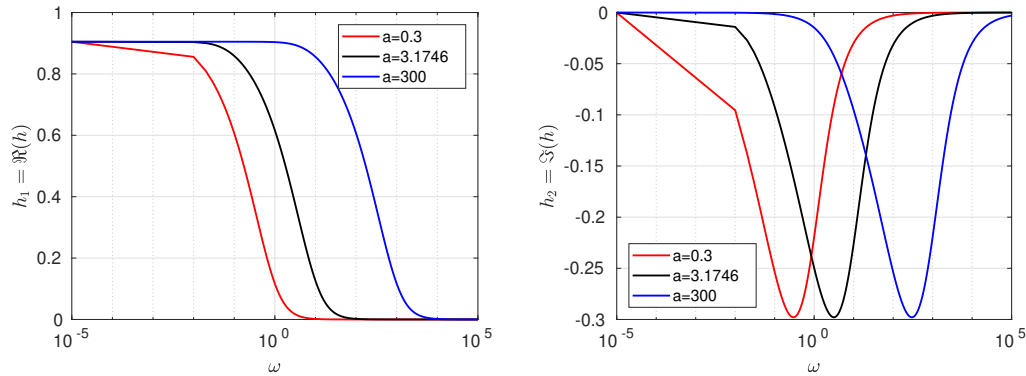 1
0.8
0.6
0.4
0.2
0
h₁ = ℜ(h)
10⁻⁵
10⁰
10⁵
ω
a=0.3
a=3.1746
a=300
0
-0.05
-0.1
-0.15
-0.2
-0.25
-0.3
h₂ = ℑ(h)
10⁻⁵
10⁰
10⁵
ω
a=0.3
a=3.1746
a=300